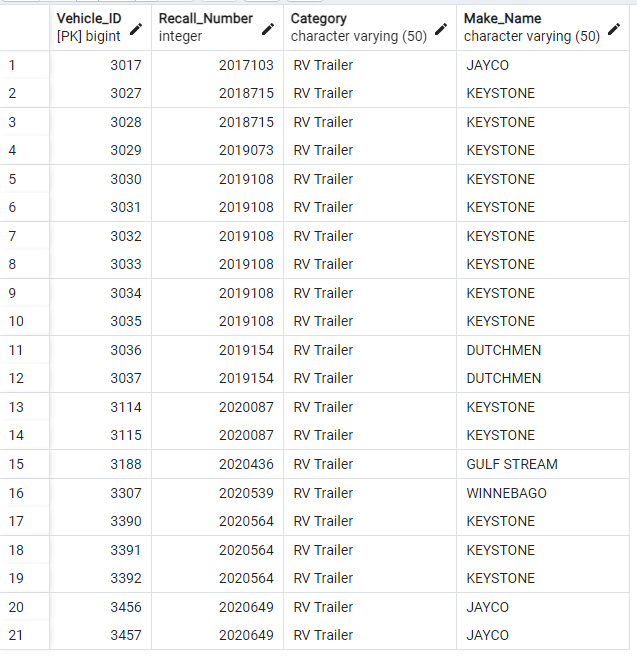 Vehicle_ID Recall_Number Category Make_Name
[PK] bigint integer character varying (50) character varying (50)
1 3017 2017103 RV Trailer JAYCO
2 3027 2018715 RV Trailer KEYSTONE
3 3028 2018715 RV Trailer KEYSTONE
4 3029 2019073 RV Trailer KEYSTONE
5 3030 2019108 RV Trailer KEYSTONE
6 3031 2019108 RV Trailer KEYSTONE
7 3032 2019108 RV Trailer KEYSTONE
8 3033 2019108 RV Trailer KEYSTONE
9 3034 2019108 RV Trailer KEYSTONE
10 3035 2019108 RV Trailer KEYSTONE
11 3036 2019154 RV Trailer DUTCHMEN
12 3037 2019154 RV Trailer DUTCHMEN
13 3114 2020087 RV Trailer KEYSTONE
14 3115 2020087 RV Trailer KEYSTONE
15 3188 2020436 RV Trailer GULF STREAM
16 3307 2020539 RV Trailer WINNEBAGO
17 3390 2020564 RV Trailer KEYSTONE
18 3391 2020564 RV Trailer KEYSTONE
19 3392 2020564 RV Trailer KEYSTONE
20 3456 2020649 RV Trailer JAYCO
21 3457 2020649 RV Trailer JAYCO